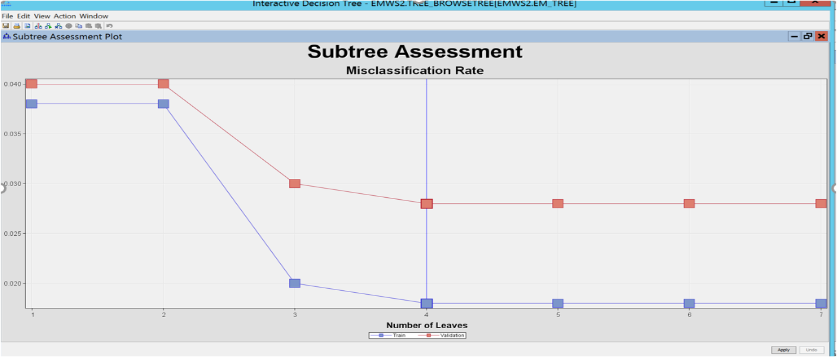 Interactive Decision Tree - EMWS2.TREE_BROWSETREE[EMWS2.EM_TREE]
File Edit View Action Window
Subtree Assessment Plot
Subtree Assessment
Misclassification Rate
0.040
0.035
0.030
0.025
0.020
1 2 3 4 5 6 7
Number of Leaves
Train Validation
Apply Undo